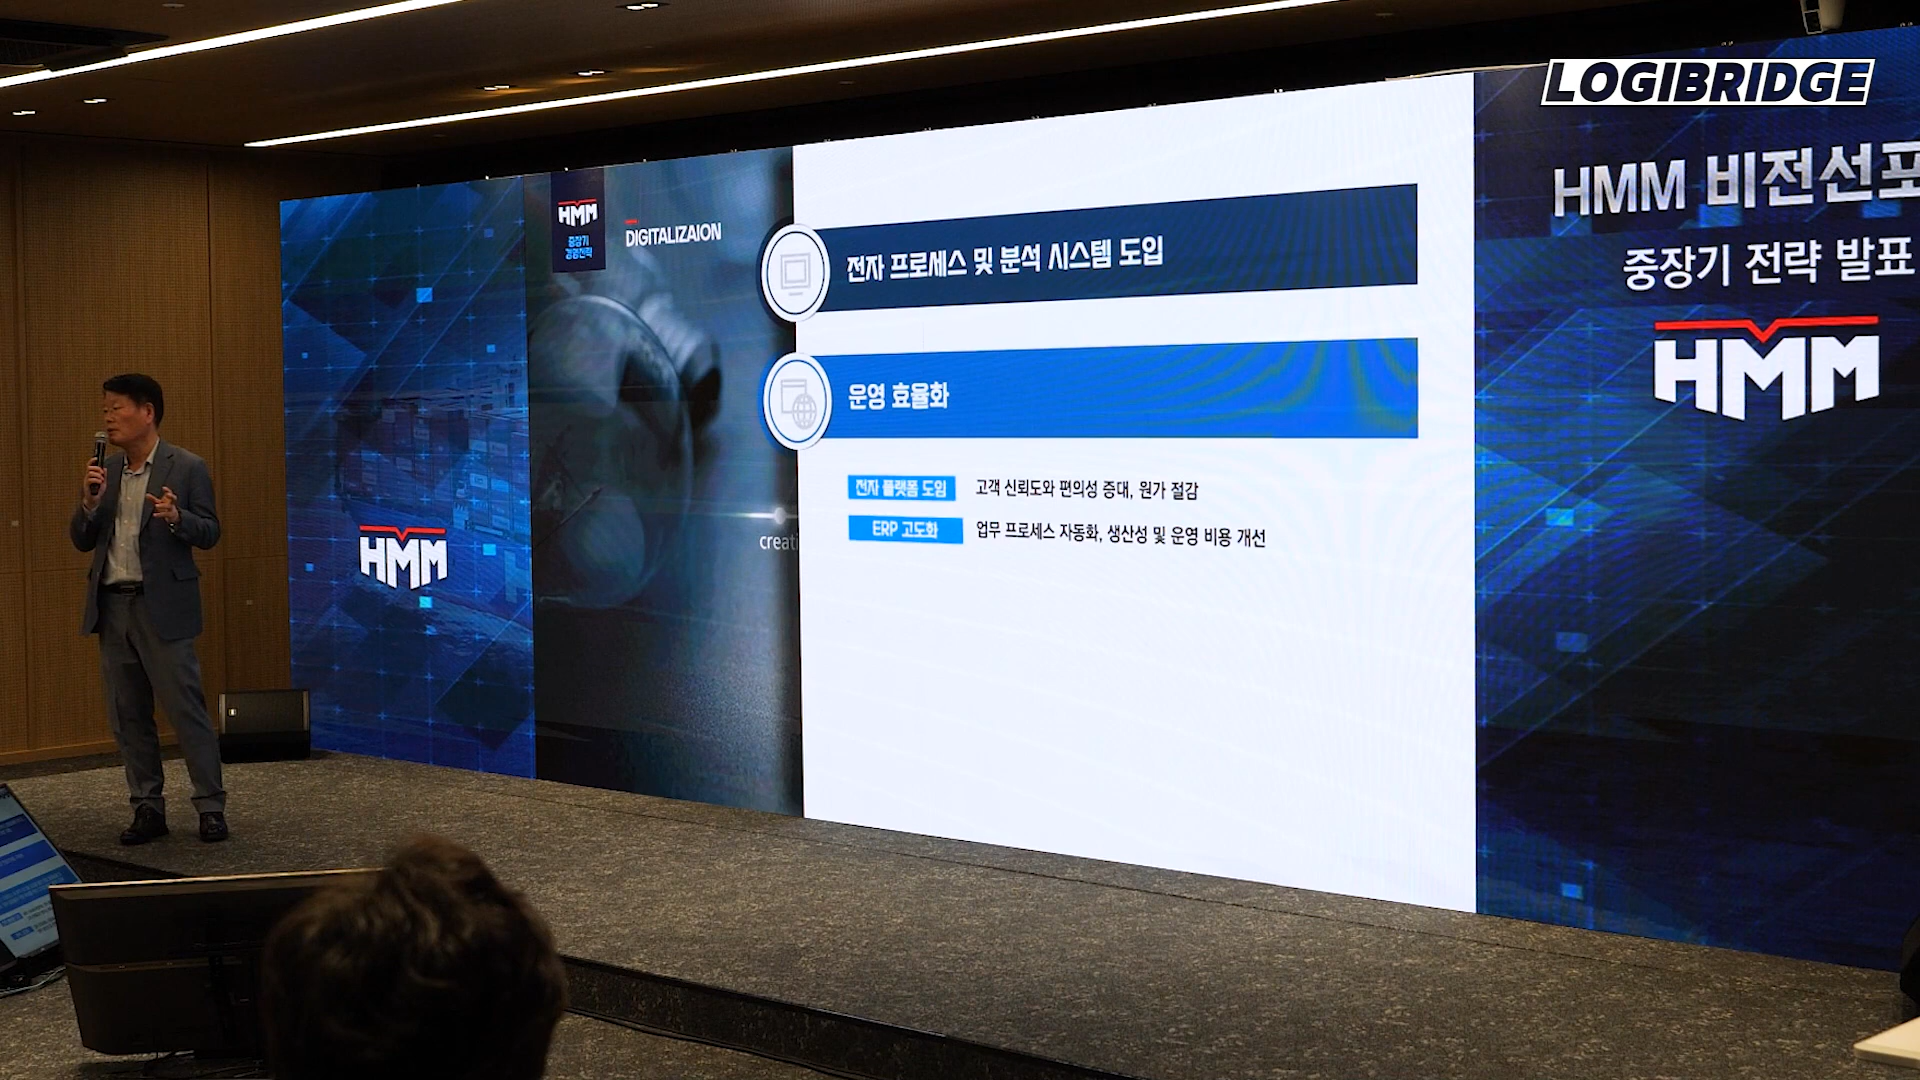 LOGIBRIDGE
HMM 비전선포
중장기 전략 발표
HMM
HMM
중장기
경영전략
DIGITALIZAION
전자 프로세스 및 분석 시스템 도입
운영 효율화
전자 플랫폼 도입 고객 신뢰도와 편의성 증대, 원가 절감
ERP 고도화 업무 프로세스 자동화, 생산성 및 운영 비용 개선
creati
HMM